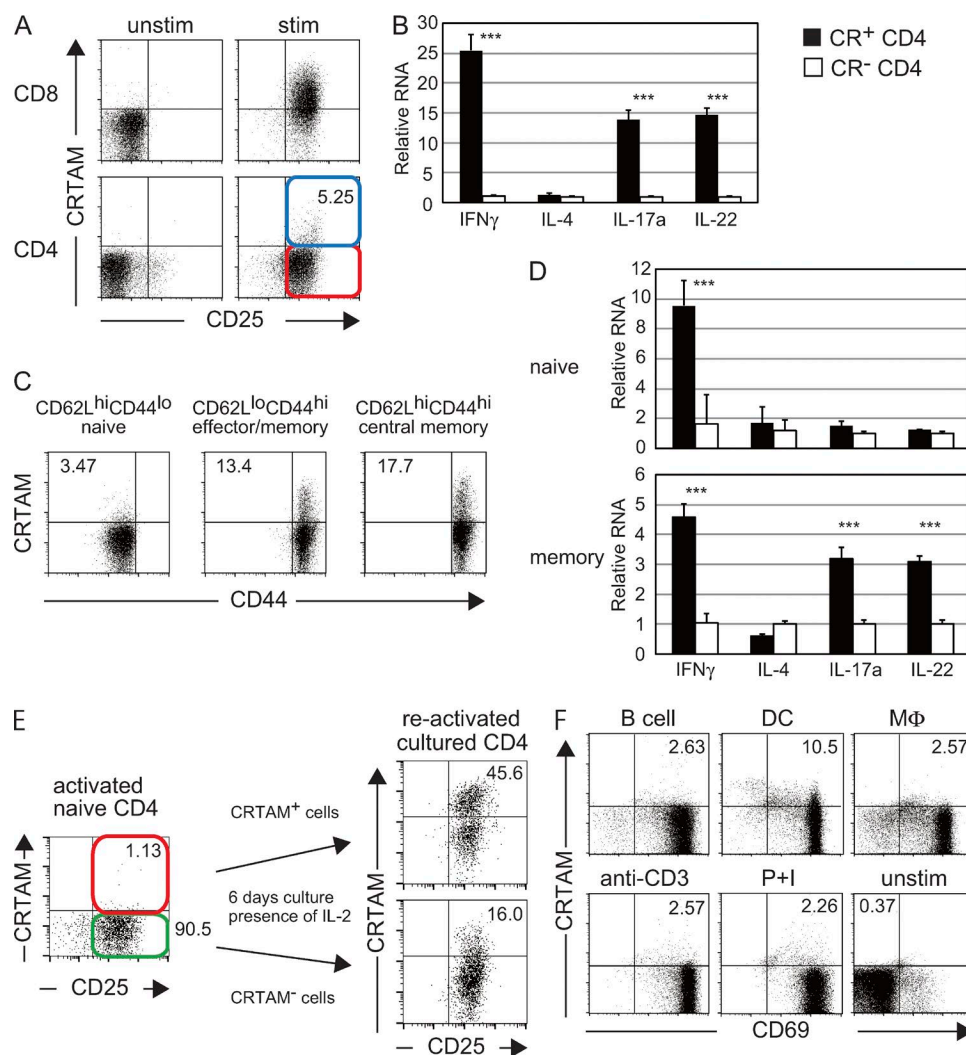 A
unstim
stim
CD8
CRTAM
CD4
5.25
CD25
B
Relative RNA
30
25
20
15
10
5
0
***
***
***
IFNγ
IL-4
IL-17a
IL-22
CR+ CD4
CR- CD4
C
CD62LhiCD44lo
naive
CD62LloCD44hi
effector/memory
CD62LhiCD44hi
central memory
3.47
13.4
17.7
CRTAM
CD44
D
naive
Relative RNA
12
10
8
6
4
2
0
***
memory
Relative RNA
6
5
4
3
2
1
0
***
***
***
IFNγ
IL-4
IL-17a
IL-22
E
activated
naive CD4
1.13
90.5
CRTAM
CD25
CRTAM+ cells
6 days culture
presence of IL-2
CRTAM- cells
re-activated
cultured CD4
45.6
16.0
CRTAM
CD25
F
B cell
DC
MΦ
2.63
10.5
2.57
anti-CD3
P+I
unstim
2.57
2.26
0.37
CRTAM
CD69